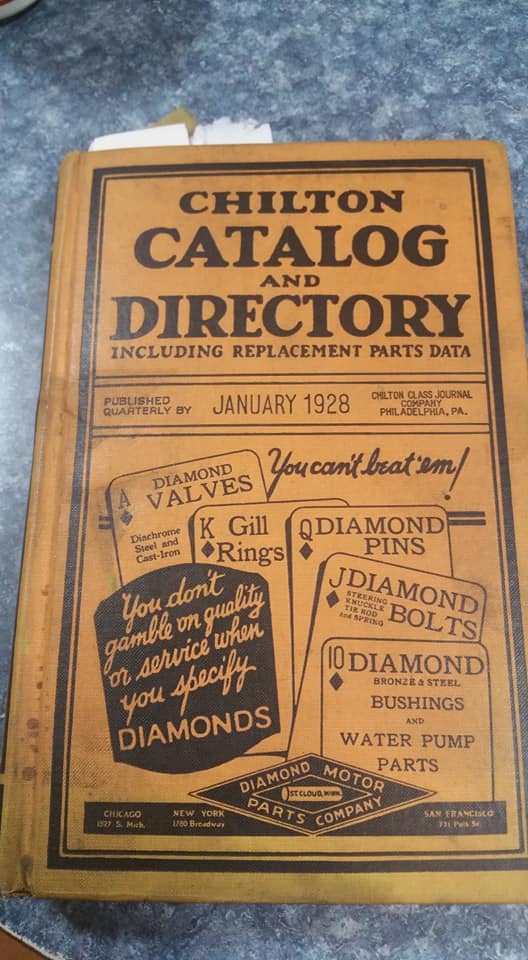 CHILTON
CATALOG
AND
DIRECTORY
INCLUDING REPLACEMENT PARTS DATA
PUBLISHED
QUARTERLY BY
JANUARY 1928
CHILTON CLASS JOURNAL
COMPANY
PHILADELPHIA, PA.
You can't beat 'em!
A DIAMOND
VALVES
Diachrome
Steel and
Cast-Iron
K Gill
Rings
Q DIAMOND
PINS
J DIAMOND
STEERING
KNUCKLE
TIE ROD
and SPRING
BOLTS
10 DIAMOND
BRONZE & STEEL
BUSHINGS
AND
WATER PUMP
PARTS
You don't
gamble on quality
or service when
you specify
DIAMONDS
DIAMOND MOTOR
ST. CLOUD, MINN.
PARTS COMPANY
CHICAGO
S. Mich.
NEW YORK
1780 Broadway
SAN FRANCISCO
731 Polk St.